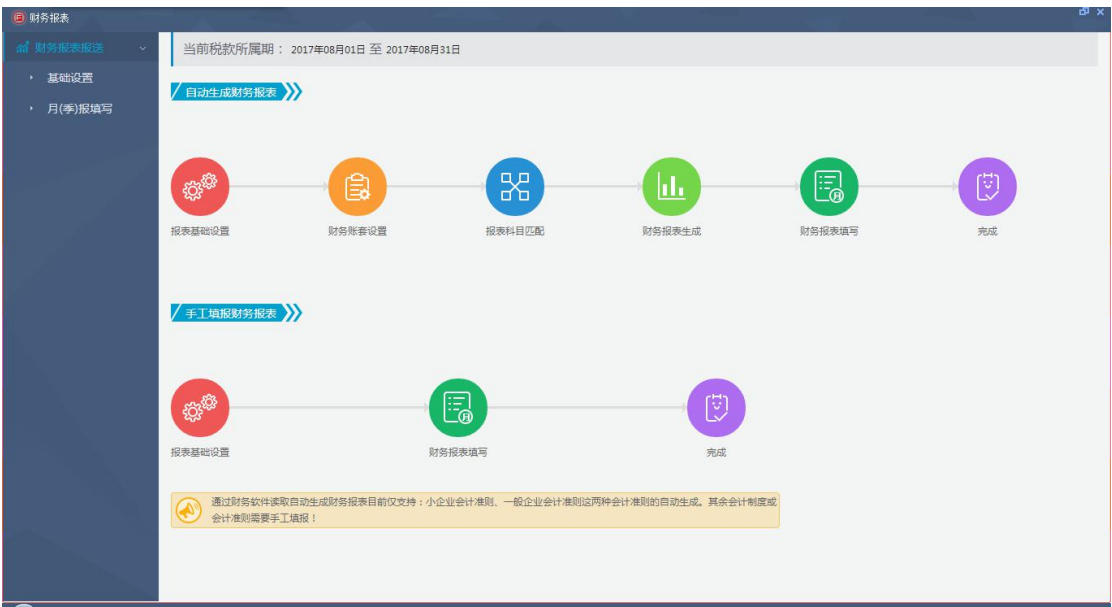 财务报表
财务报表报送
基础设置
月(季)报填写
当前税款所属期： 2017年08月01日 至 2017年08月31日
自动生成财务报表
报表基础设置
财务账套设置
报表科目匹配
财务报表生成
月
财务报表填写
完成
手工填报财务报表
报表基础设置
月
财务报表填写
完成
通过财务软件读取自动生成财务报表目前仅支持：小企业会计准则、一般企业会计准则这两种会计准则的自动生成。其余会计制度或
会计准则需要手工填报！